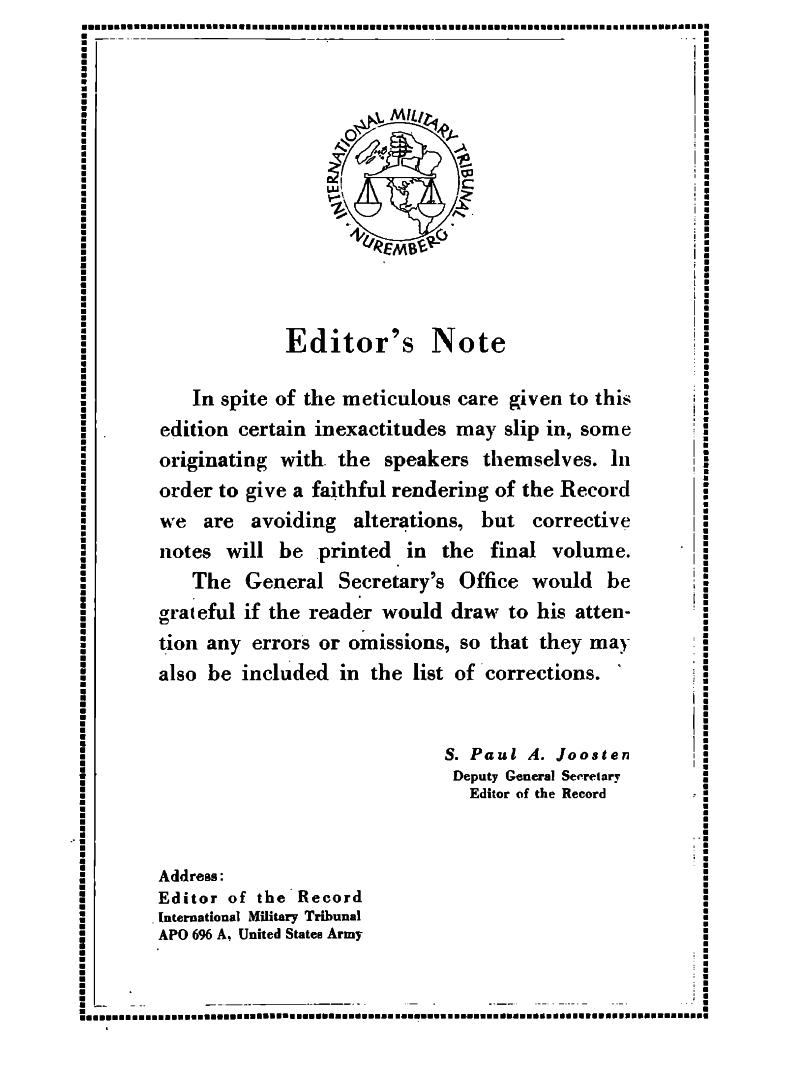 INTERNATIONAL MILITARY TRIBUNAL
· NUREMBERG ·
Editor's Note
In spite of the meticulous care given to this
edition certain inexactitudes may slip in, some
originating with the speakers themselves. In
order to give a faithful rendering of the Record
we are avoiding alterations, but corrective
notes will be printed in the final volume.
The General Secretary's Office would be
grateful if the reader would draw to his atten-
tion any errors or omissions, so that they may
also be included in the list of corrections.
S. Paul A. Joosten
Deputy General Secretary
Editor of the Record
Address:
Editor of the Record
International Military Tribunal
APO 696 A, United States Army